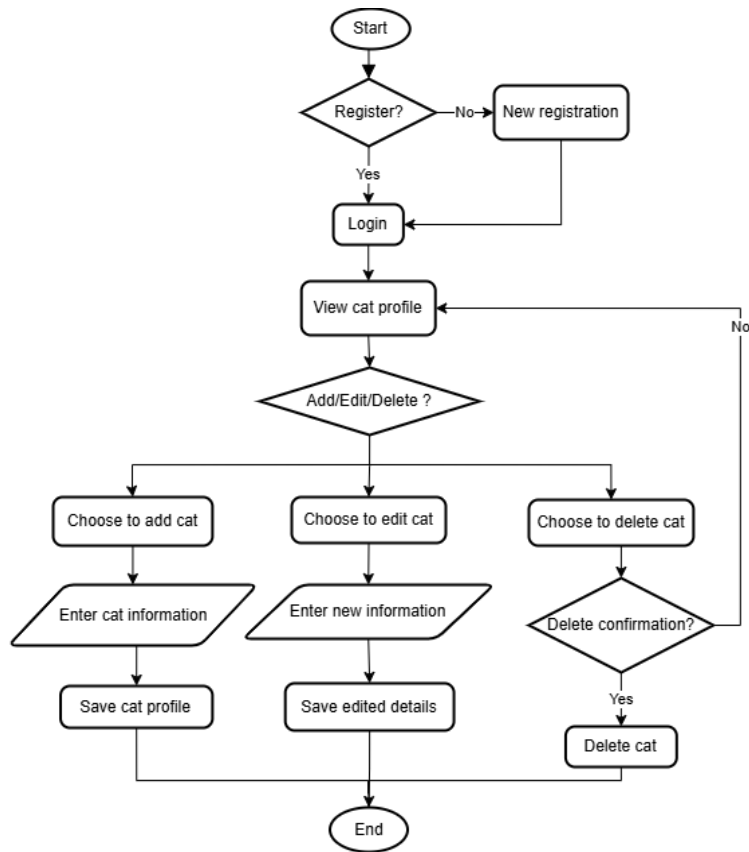 Start
Register?
No
New registration
Yes
Login
View cat profile
No
Add/Edit/Delete ?
Choose to add cat
Choose to edit cat
Choose to delete cat
Enter cat information
Enter new information
Delete confirmation?
Save cat profile
Save edited details
Yes
Delete cat
End